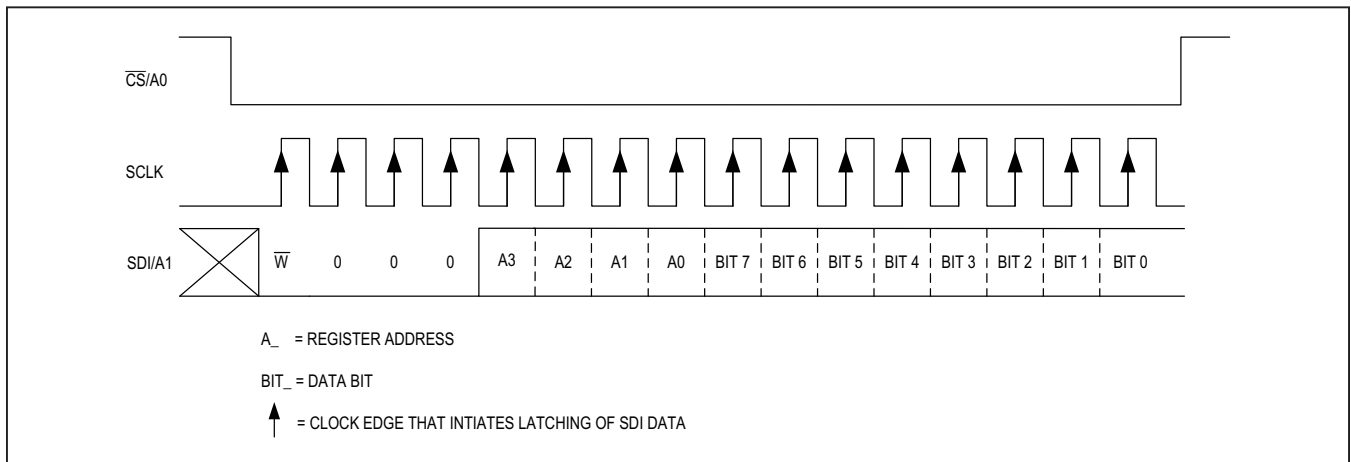 C̅S̅/A0
SCLK
SDI/A1 W̅ 0 0 0 A3 A2 A1 A0 BIT 7 BIT 6 BIT 5 BIT 4 BIT 3 BIT 2 BIT 1 BIT 0
A_ = REGISTER ADDRESS
BIT_ = DATA BIT
= CLOCK EDGE THAT INTIATES LATCHING OF SDI DATA